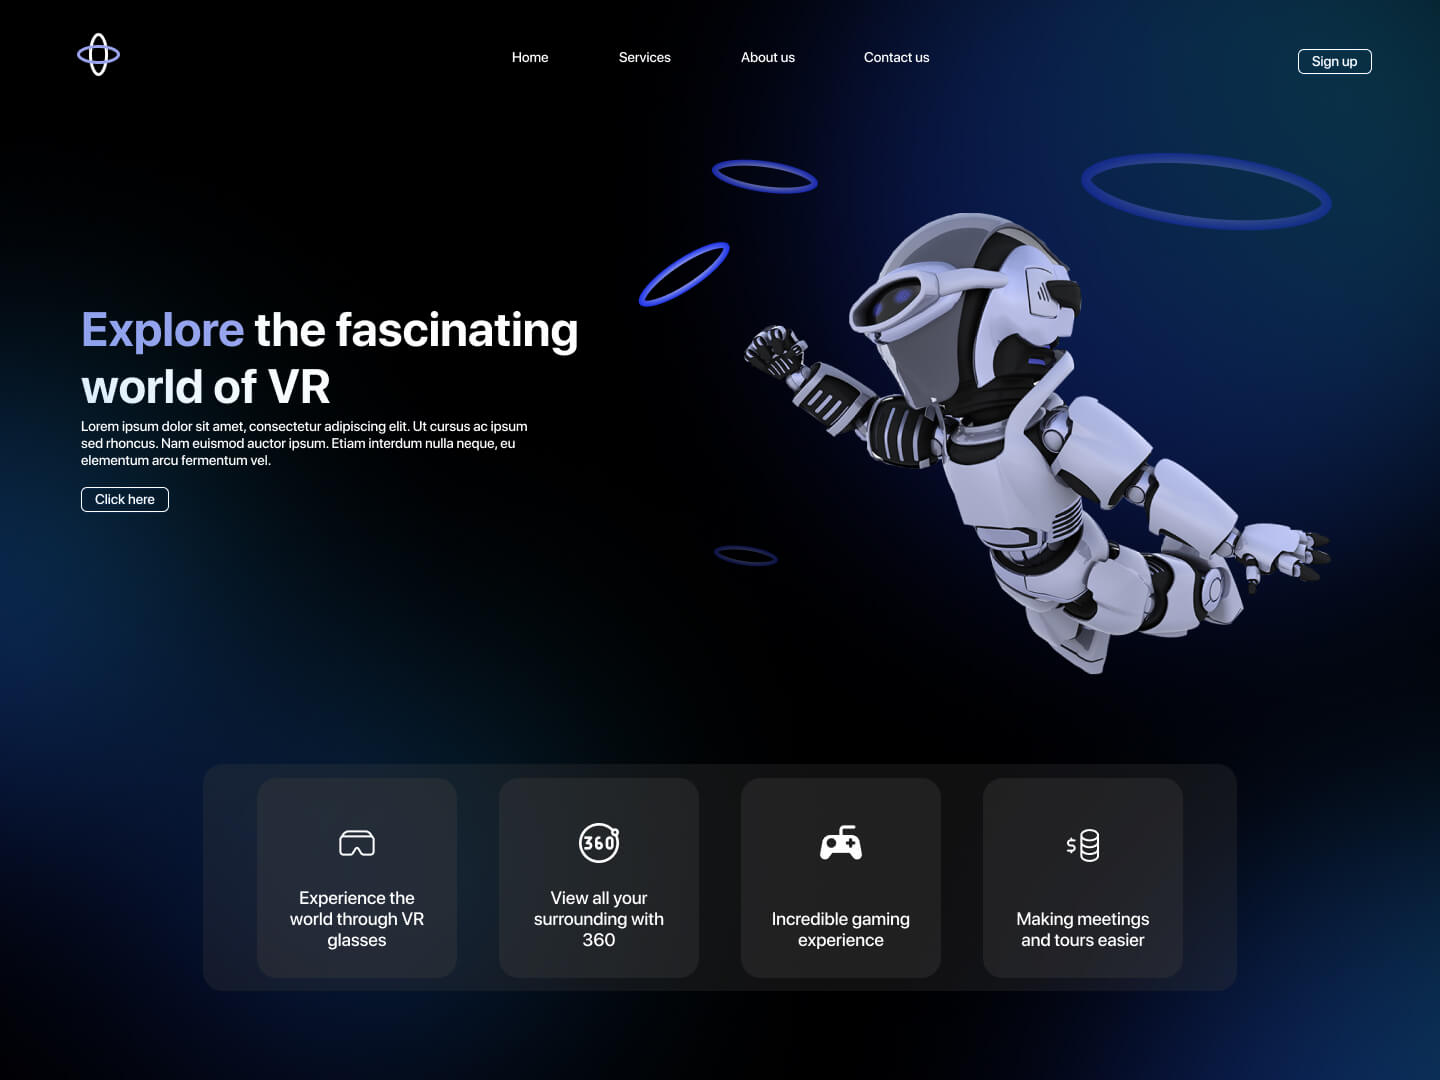 Home
Services
About us
Contact us
Sign up
Explore the fascinating
world of VR
Lorem ipsum dolor sit amet, consectetur adipiscing elit. Ut cursus ac ipsum
sed rhoncus. Nam euismod auctor ipsum. Etiam interdum nulla neque, eu
elementum arcu fermentum vel.
Click here
360
$
Experience the
world through VR
glasses
View all your
surrounding with
360
Incredible gaming
experience
Making meetings
and tours easier